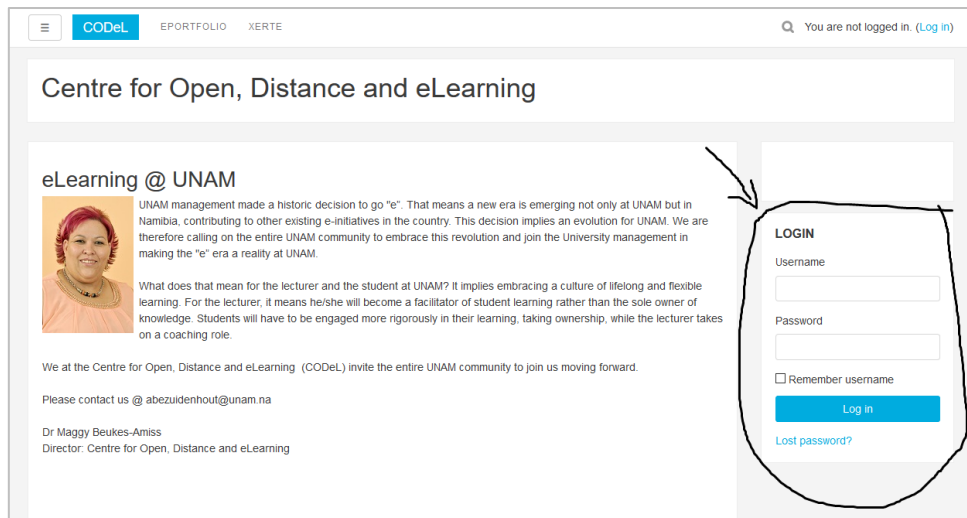 CODeL EPORTFOLIO XERTE You are not logged in. (Log in)
Centre for Open, Distance and eLearning
eLearning @ UNAM
UNAM management made a historic decision to go "e". That means a new era is emerging not only at UNAM but in
Namibia, contributing to other existing e-initiatives in the country. This decision implies an evolution for UNAM. We are
therefore calling on the entire UNAM community to embrace this revolution and join the University management in
making the "e" era a reality at UNAM.
What does that mean for the lecturer and the student at UNAM? It implies embracing a culture of lifelong and flexible
learning. For the lecturer, it means he/she will become a facilitator of student learning rather than the sole owner of
knowledge. Students will have to be engaged more rigorously in their learning, taking ownership, while the lecturer takes
on a coaching role.
We at the Centre for Open, Distance and eLearning (CODeL) invite the entire UNAM community to join us moving forward.
Please contact us @ abezuidenhout@unam.na
Dr Maggy Beukes-Amiss
Director: Centre for Open, Distance and eLearning
LOGIN
Username
Password
Remember username
Log in
Lost password?